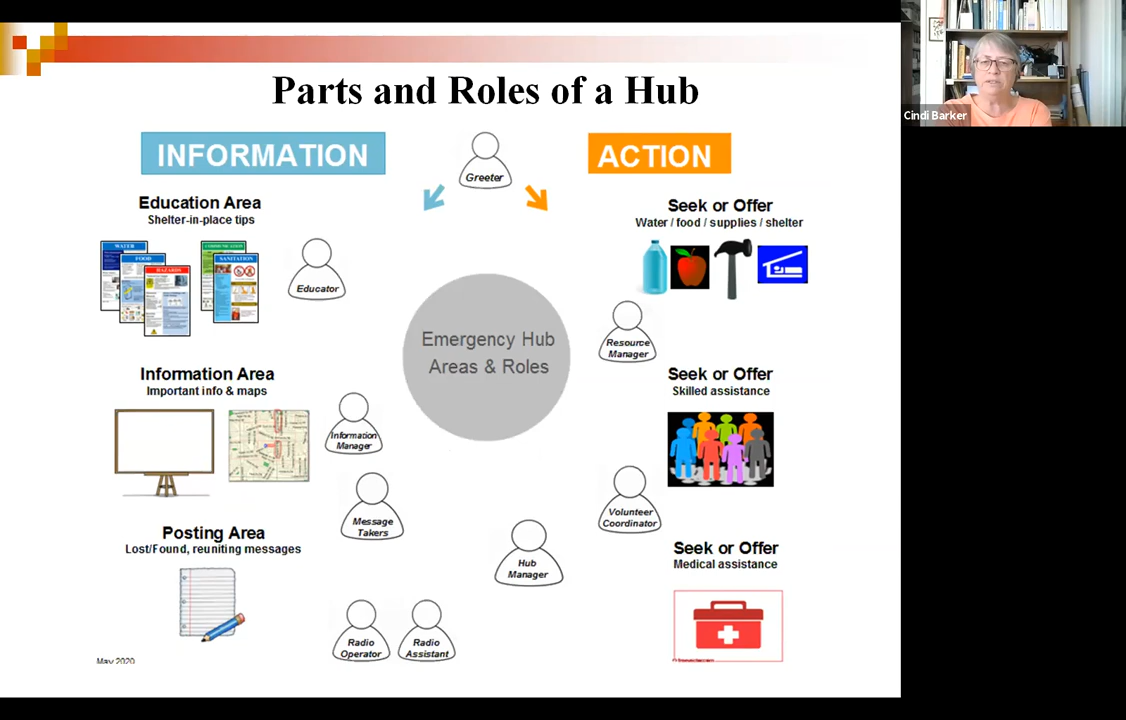 Parts and Roles of a Hub
Cindi Barker
INFORMATION
ACTION
Greeter
Education Area
Shelter-in-place tips
WATER
FOOD
HAZARDS
COMMUNICATION
SANITATION
Educator
Seek or Offer
Water / food / supplies / shelter
Emergency Hub
Areas & Roles
Resource
Manager
Information Area
Important info & maps
Information
Manager
Seek or Offer
Skilled assistance
Message
Takers
Volunteer
Coordinator
Posting Area
Lost/Found, reuniting messages
Hub
Manager
Seek or Offer
Medical assistance
Radio
Operator
Radio
Assistant
May 2020